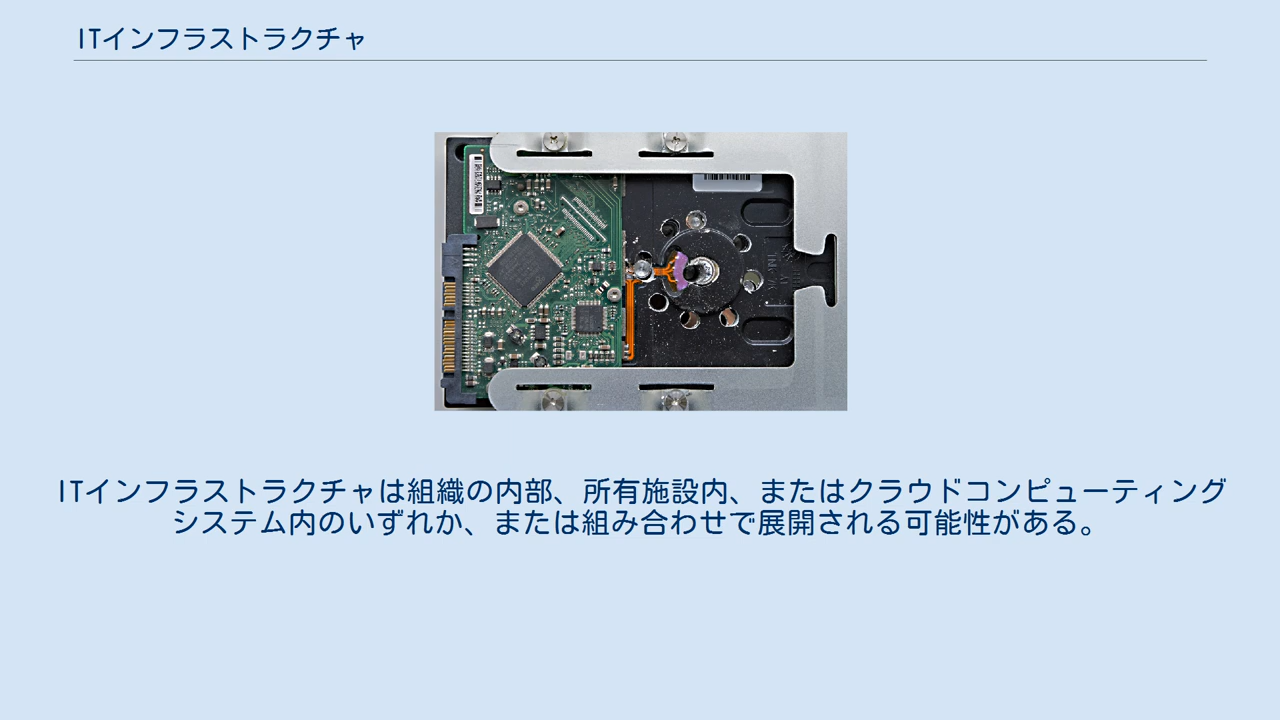 ITインフラストラクチャ
ITインフラストラクチャは組織の内部、所有施設内、またはクラウドコンピューティング
システム内のいずれか、または組み合わせで展開される可能性がある。